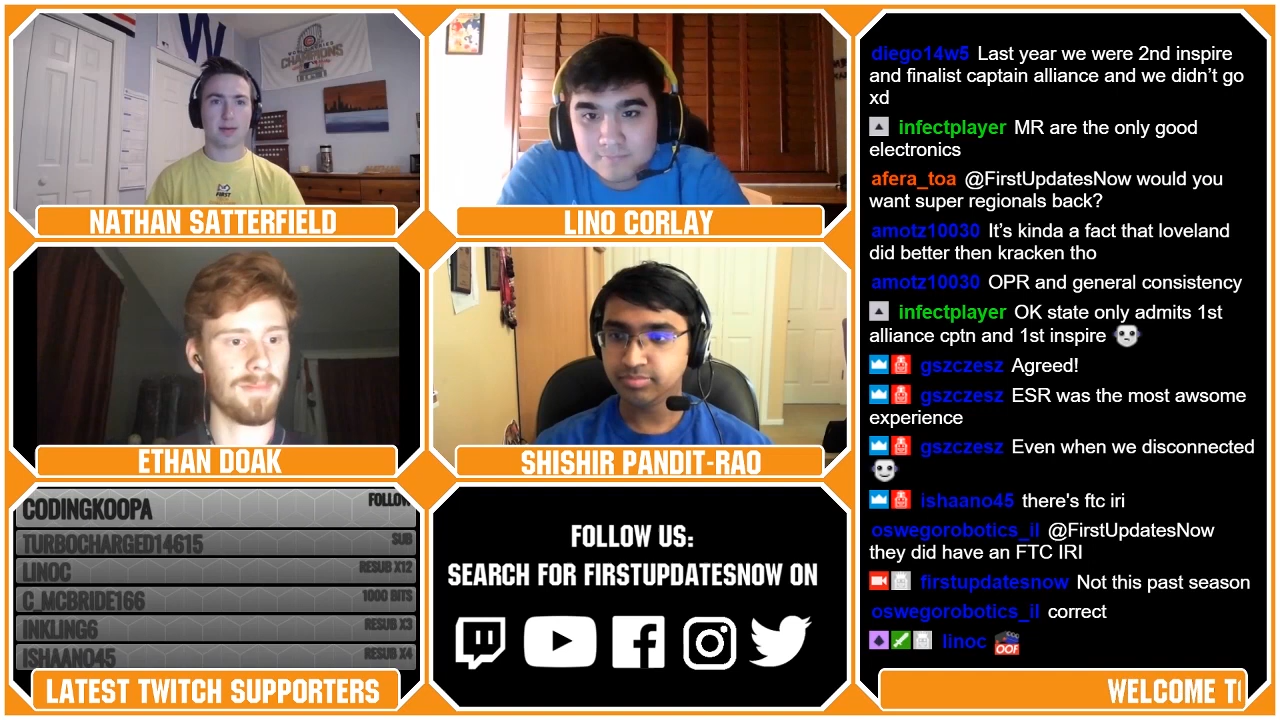 W
CHAMPIONS
FIRST
NATHAN SATTERFIELD
LINO CORLAY
ETHAN DOAK
SHISHIR PANDIT-RAO
CODINGKOOPA FOLLOW
TURBOCHARGED14615 SUB
LINOC RESUB X12
C_MCBRIDE166 1000 BITS
INKLING6 RESUB X3
ISHAANO45 RESUB X4
LATEST TWITCH SUPPORTERS
FOLLOW US:
SEARCH FOR FIRSTUPDATESNOW ON
diego14w5 Last year we were 2nd inspire
and finalist captain alliance and we didn’t go
xd
infectplayer MR are the only good
electronics
afera_toa @FirstUpdatesNow would you
want super regionals back?
amotz10030 It’s kinda a fact that loveland
did better then kracken tho
amotz10030 OPR and general consistency
infectplayer OK state only admits 1st
alliance cptn and 1st inspire
gszczesz Agreed!
gszczesz ESR was the most awsome
experience
gszczesz Even when we disconnected
ishaano45 there's ftc iri
oswegorobotics_il @FirstUpdatesNow
they did have an FTC IRI
firstupdatesnow Not this past season
oswegorobotics_il correct
linoc OOF
WELCOME T